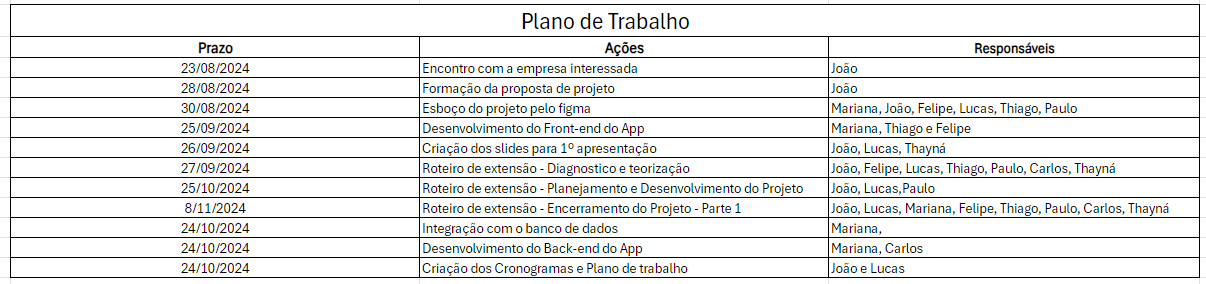 Plano de Trabalho
Prazo Ações Responsáveis
23/08/2024 Encontro com a empresa interessada João
28/08/2024 Formação da proposta de projeto João
30/08/2024 Esboço do projeto pelo figma Mariana, João, Felipe, Lucas, Thiago, Paulo
25/09/2024 Desenvolvimento do Front-end do App Mariana, Thiago e Felipe
26/09/2024 Criação dos slides para 1º apresentação João, Lucas, Thayná
27/09/2024 Roteiro de extensão - Diagnostico e teorização João, Felipe, Lucas, Thiago, Paulo, Carlos, Thayná
25/10/2024 Roteiro de extensão - Planejamento e Desenvolvimento do Projeto João, Lucas,Paulo
8/11/2024 Roteiro de extensão - Encerramento do Projeto - Parte 1 João, Lucas, Mariana, Felipe, Thiago, Paulo, Carlos, Thayná
24/10/2024 Integração com o banco de dados Mariana,
24/10/2024 Desenvolvimento do Back-end do App Mariana, Carlos
24/10/2024 Criação dos Cronogramas e Plano de trabalho João e Lucas